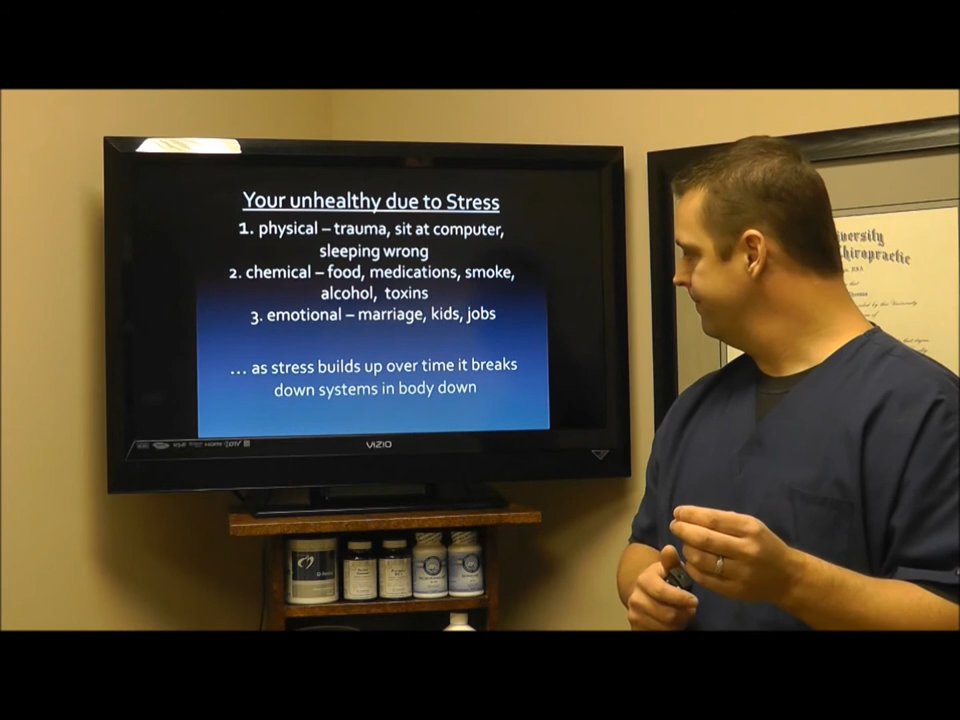 Your unhealthy due to Stress
1. physical – trauma, sit at computer,
sleeping wrong
2. chemical – food, medications, smoke,
alcohol, toxins
3. emotional – marriage, kids, jobs
... as stress builds up over time it breaks
down systems in body down
VIZIO
versity
Chiropractic